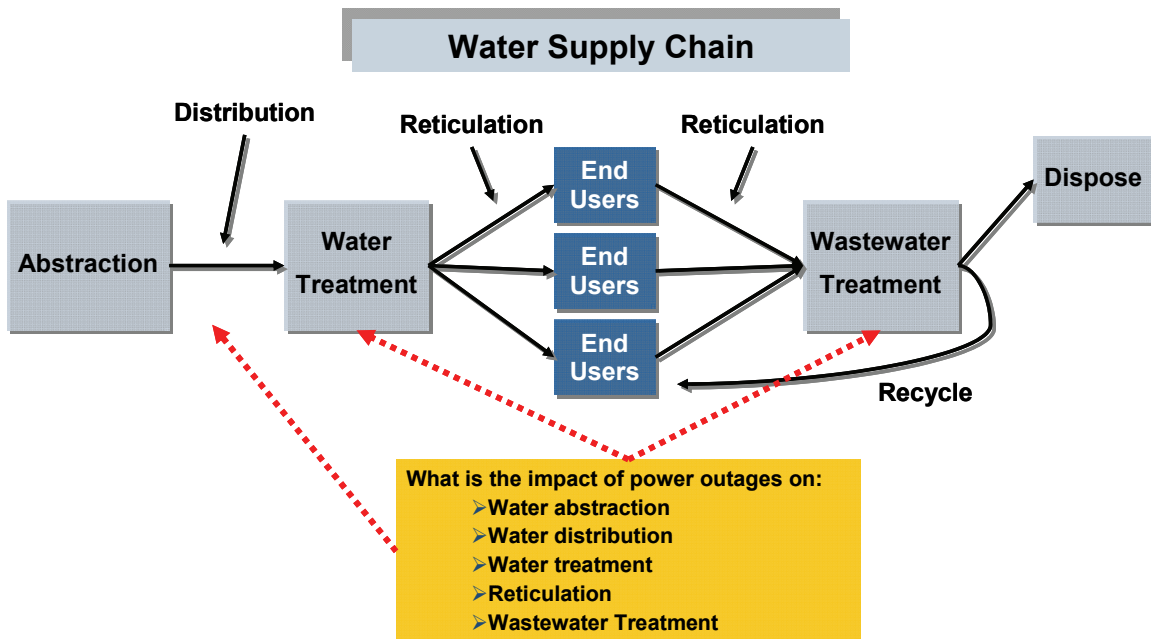 Water Supply Chain
Distribution
Reticulation
Reticulation
Abstraction
Water
Treatment
End
Users
End
Users
End
Users
Wastewater
Treatment
Dispose
Recycle
What is the impact of power outages on:
➢Water abstraction
➢Water distribution
➢Water treatment
➢Reticulation
➢Wastewater Treatment